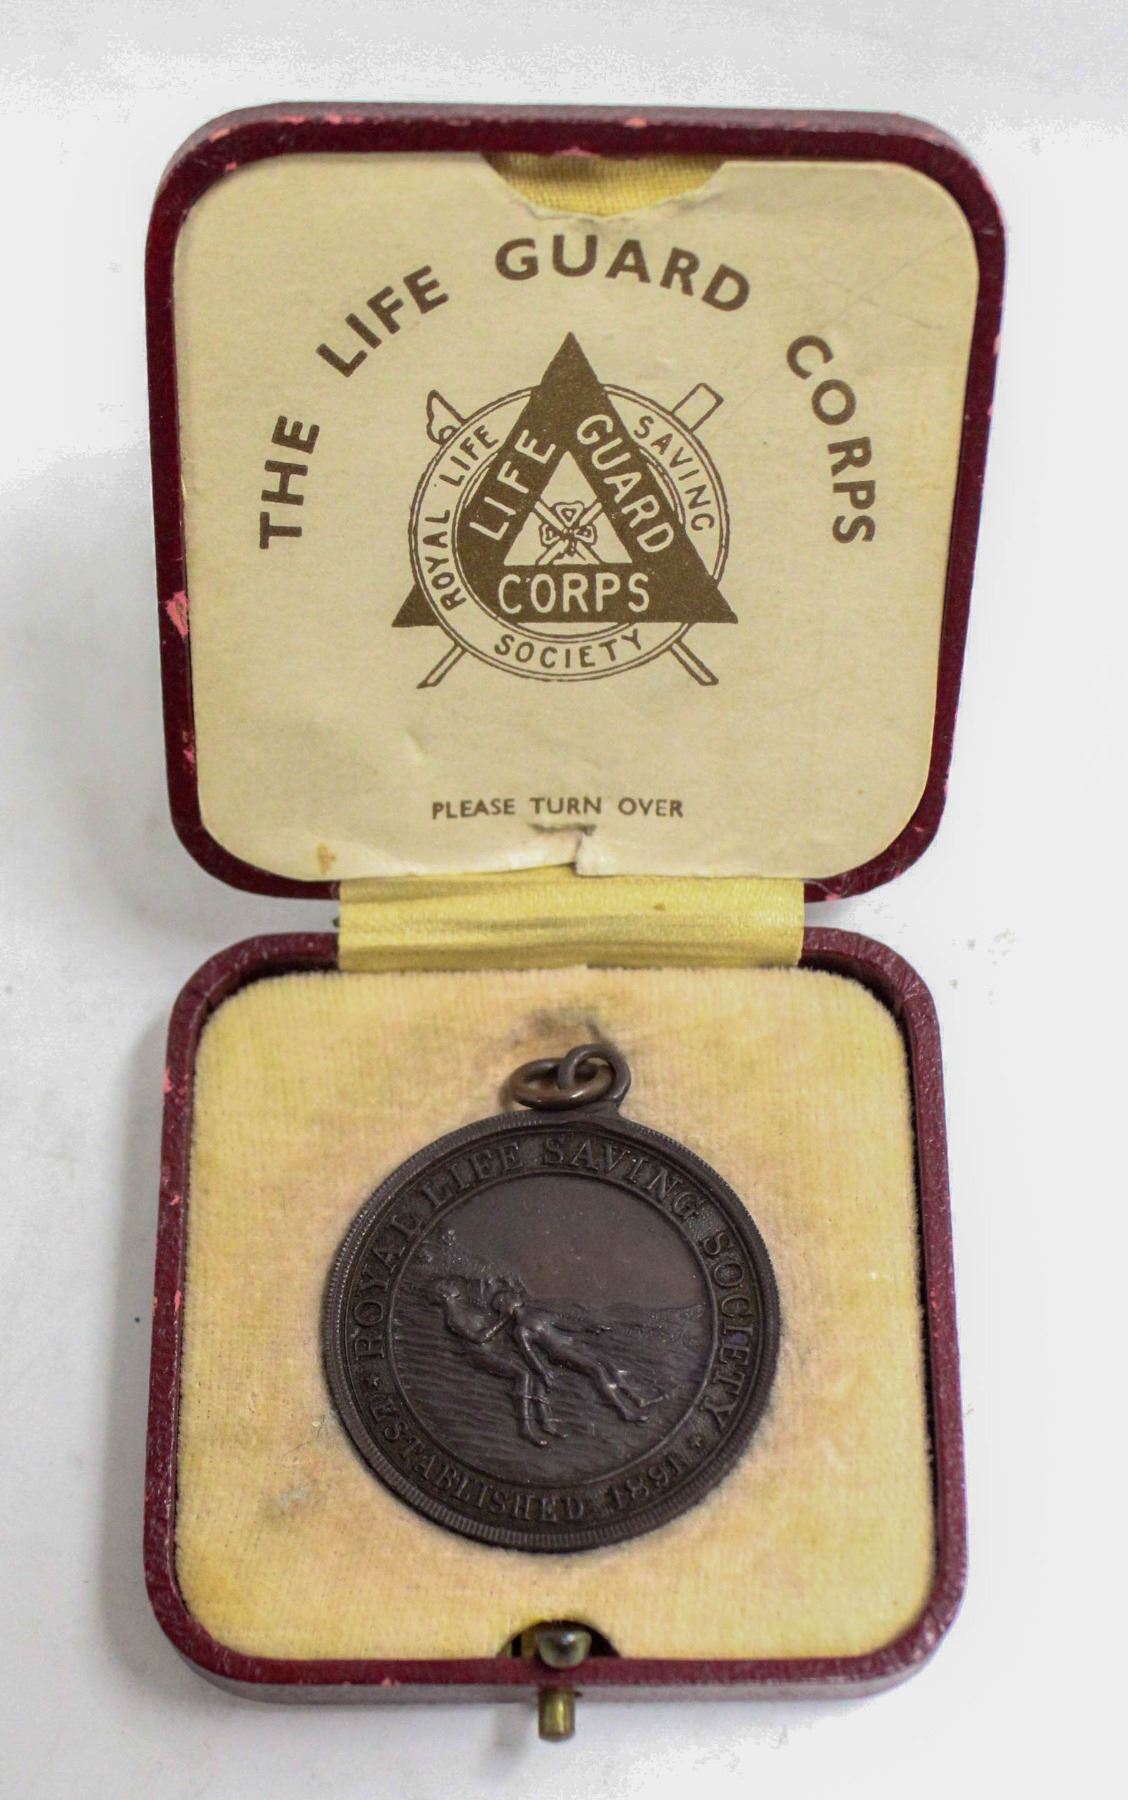 THE LIFE GUARD CORPS
ROYAL LIFE SAVING SOCIETY
LIFE GUARD CORPS
PLEASE TURN OVER
ROYAL LIFE SAVING SOCIETY
ESTABLISHED 1891